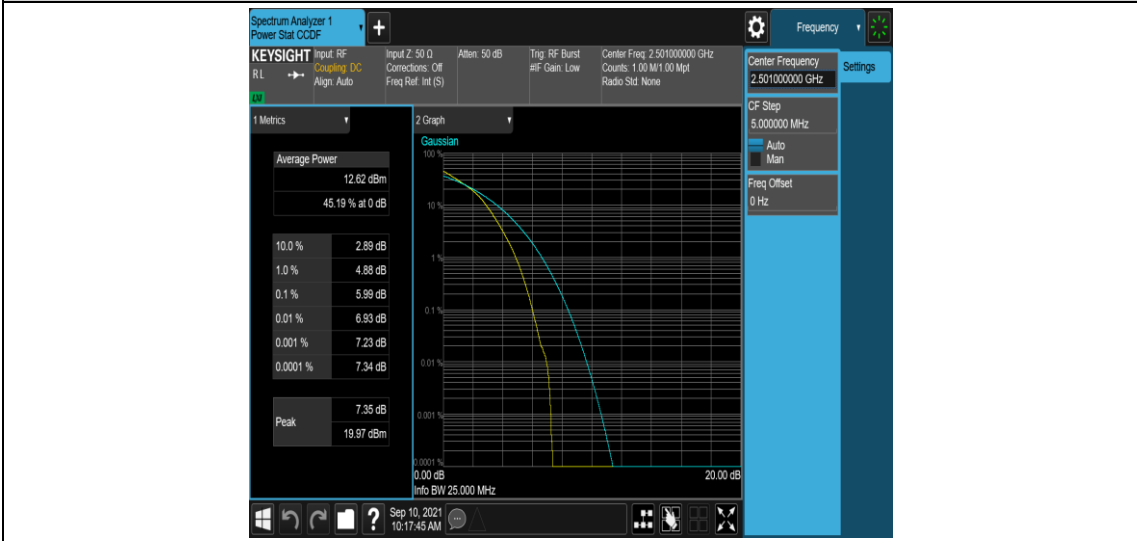 Spectrum Analyzer 1
Power Stat CCDF
+
Frequency
KEYSIGHT
RL
LM
Input: RF
Coupling: DC
Align: Auto
Input Z: 50 Ω
Corrections: Off
Freq Ref: Int (S)
Atten: 50 dB
Trig: RF Burst
#IF Gain: Low
Center Freq: 2.501000000 GHz
Counts: 1.00 M/1.00 Mpt
Radio Std: None
Center Frequency
2.501000000 GHz
Settings
CF Step
5.000000 MHz
Auto
Man
Freq Offset
0 Hz
1 Metrics
Average Power
12.62 dBm
45.19 % at 0 dB
10.0 % 2.89 dB
1.0 % 4.88 dB
0.1 % 5.99 dB
0.01 % 6.93 dB
0.001 % 7.23 dB
0.0001 % 7.34 dB
Peak
7.35 dB
19.97 dBm
2 Graph
Gaussian
100 %
10 %
1 %
0.1 %
0.01 %
0.001 %
0.0001 %
0.00 dB 20.00 dB
Info BW 25.000 MHz
?
Sep 10, 2021
10:17:45 AM